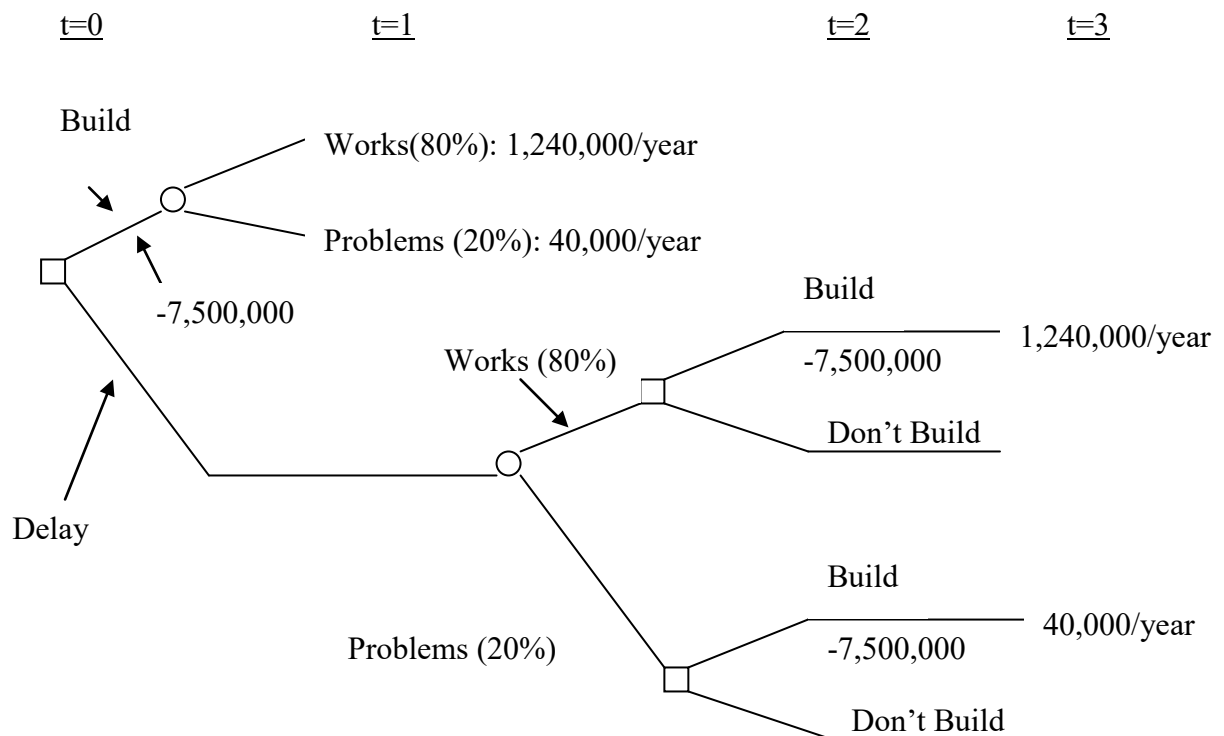 t=0 t=1 t=2 t=3
Build
Works(80%): 1,240,000/year
Problems (20%): 40,000/year
-7,500,000
Build
1,240,000/year
Works (80%)
-7,500,000
Don’t Build
Delay
Build
40,000/year
Problems (20%)
-7,500,000
Don’t Build